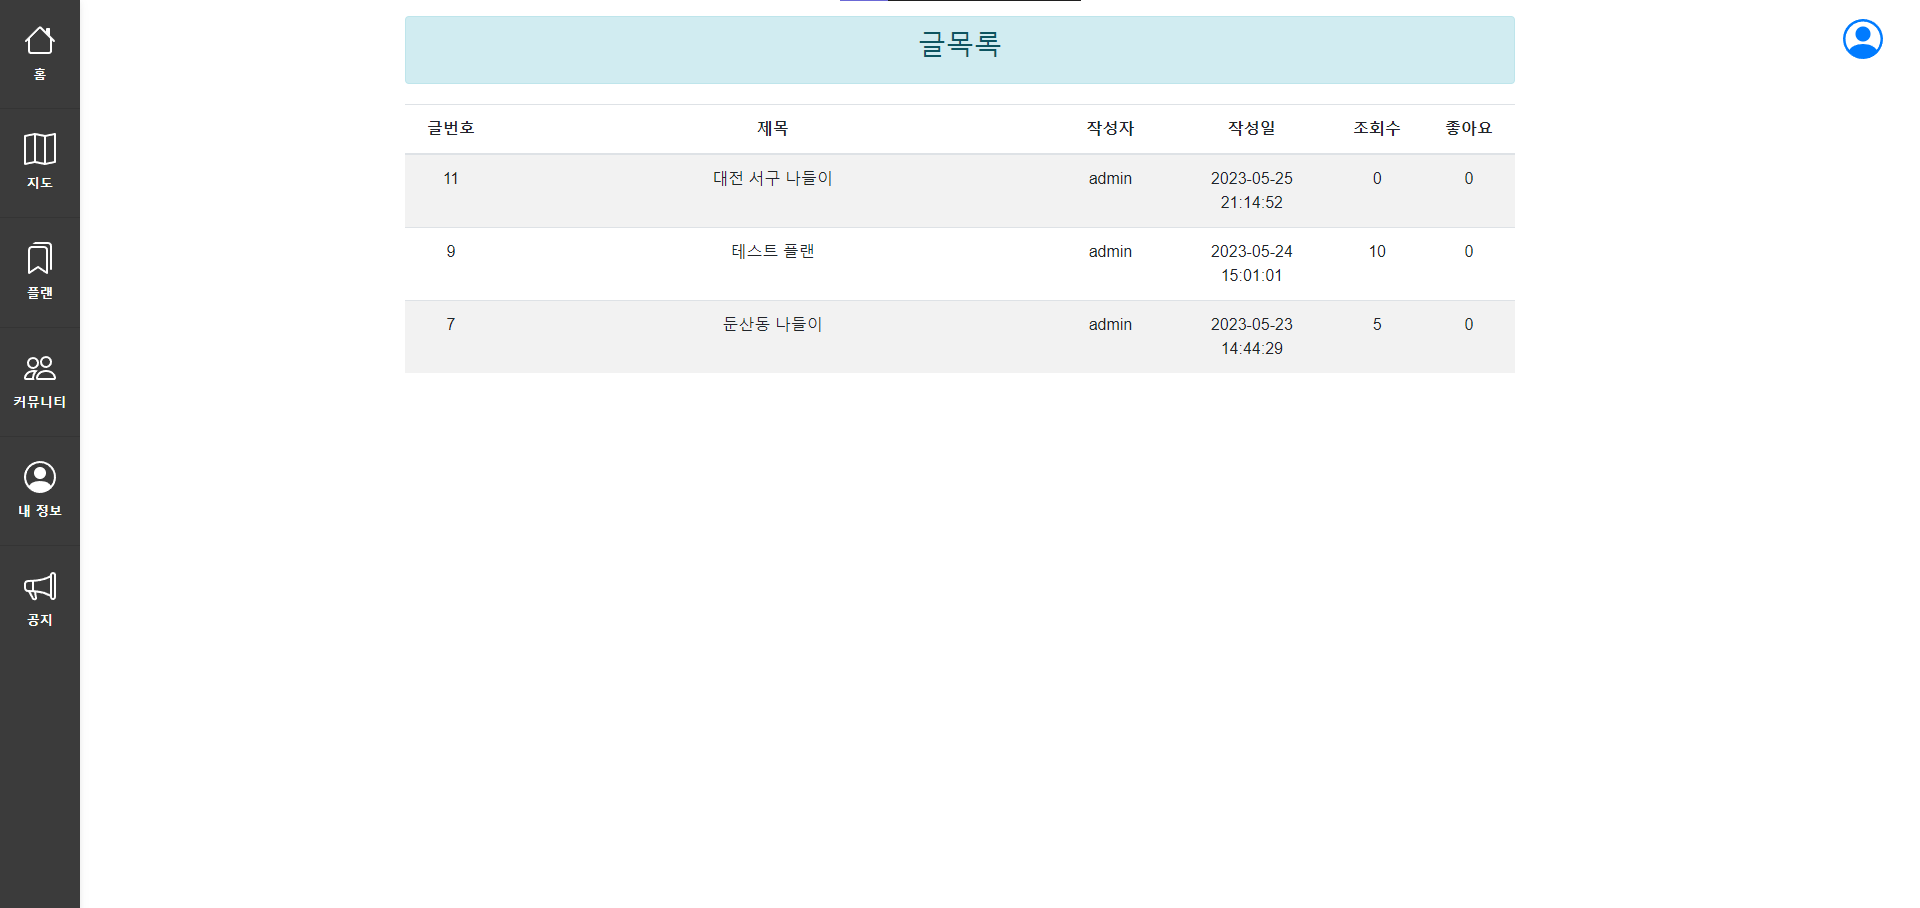 홈
지도
플랜
커뮤니티
내 정보
공지
글목록
글번호 제목 작성자 작성일 조회수 좋아요
11 대전 서구 나들이 admin 2023-05-25 0 0
21:14:52
9 테스트 플랜 admin 2023-05-24 10 0
15:01:01
7 둔산동 나들이 admin 2023-05-23 5 0
14:44:29